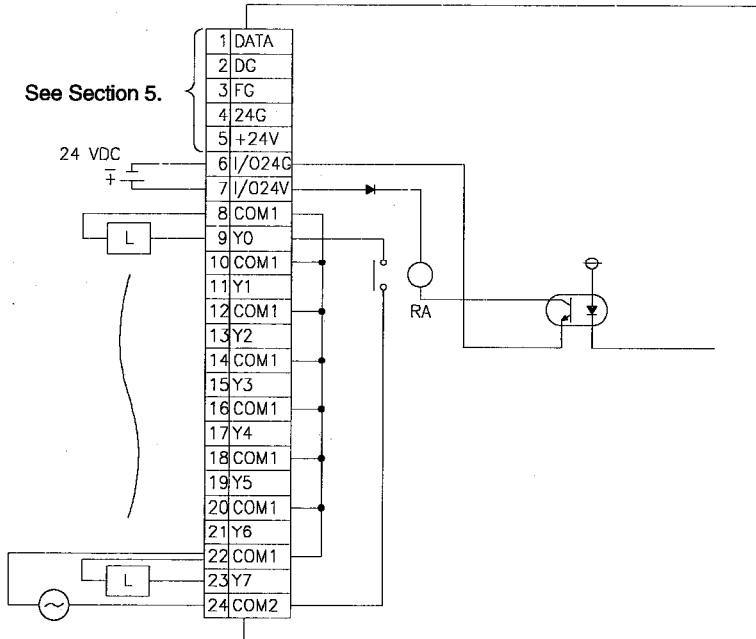 1 DATA
2 DG
See Section 5.
3 FG
4 24G
5 +24V
24 VDC
6 I/O24G
7 I/O24V
8 COM1
L
9 Y0
10 COM1
11 Y1
RA
12 COM1
13 Y2
14 COM1
15 Y3
16 COM1
17 Y4
18 COM1
19 Y5
20 COM1
21 Y6
22 COM1
L
23 Y7
24 COM2